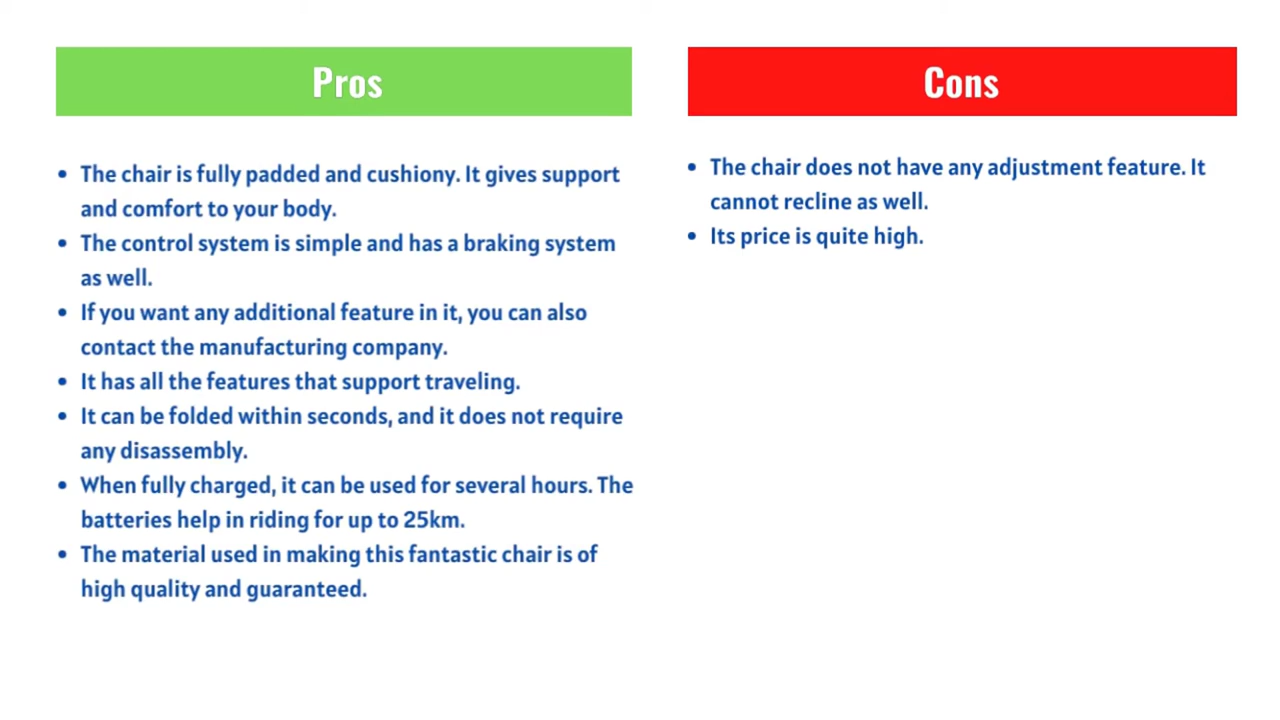 Pros
• The chair is fully padded and cushiony. It gives support
and comfort to your body.
• The control system is simple and has a braking system
as well.
• If you want any additional feature in it, you can also
contact the manufacturing company.
• It has all the features that support traveling.
• It can be folded within seconds, and it does not require
any disassembly.
• When fully charged, it can be used for several hours. The
batteries help in riding for up to 25km.
• The material used in making this fantastic chair is of
high quality and guaranteed.
Cons
• The chair does not have any adjustment feature. It
cannot recline as well.
• Its price is quite high.